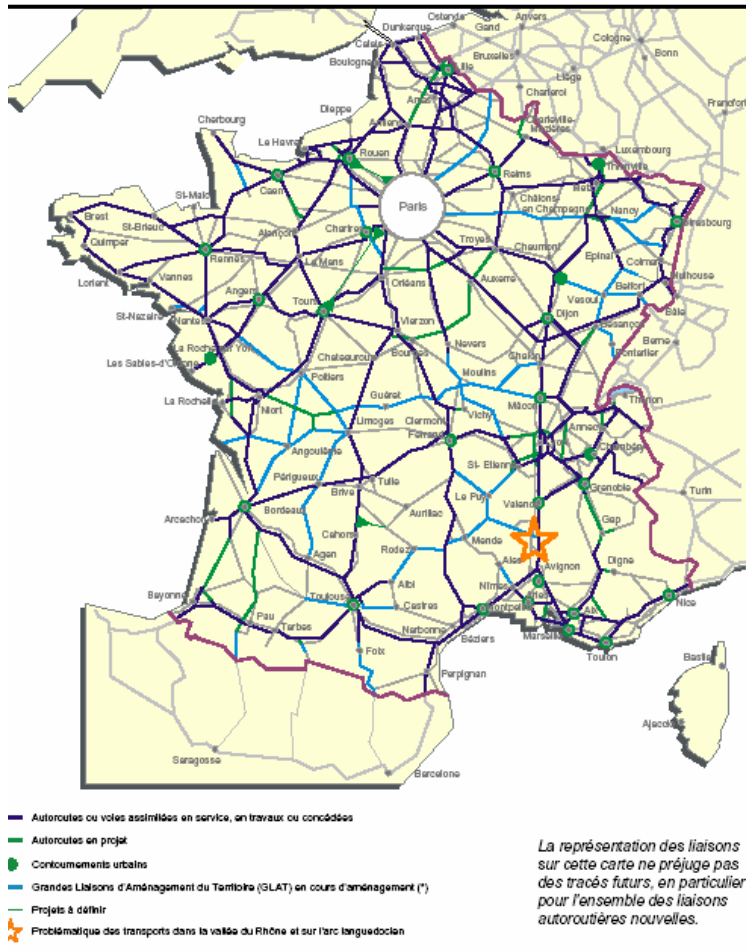 Ostende
Anvers
Dunkerque
Gand
Cologne
Calais
Bruxelles
Bonn
Boulogne
Lille
Liège
Charleroi
Arras
Francfort
Dieppe
Amiens
Charleville-
Mézières
Cherbourg
Luxembourg
Le Havre
Rouen
Thionville
Reims
Metz
Caen
Châlons
en Champagne
Nancy
Paris
St-Malo
Strasbourg
Brest
St-Brieuc
Chartres
Alençon
Troyes
Chaumont
Quimper
Rennes
Le Mans
Epinal
Colmar
Lorient
Vannes
Orléans
Auxerre
Mulhouse
Angers
Tours
Vesoul
Belfort
St-Nazaire
Nantes
Vierzon
Dijon
Bâle
Besançon
La Roche sur Yon
Bourges
Nevers
Berne
Les Sables-d'Olonne
Chateauroux
Chalon
Pontarlier
Poitiers
Moulins
La Rochelle
Guéret
Mâcon
Thonon
Niort
Vichy
Limoges
Clermont
Ferrand
Annecy
Lyon
Chambéry
Angoulème
St- Etienne
Périgueux
Tulle
Brive
Le Puy
Grenoble
Turin
Bordeaux
Valence
Arcachon
Aurillac
Gap
Cahors
Mende
Agen
Rodez
Alès
Avignon
Digne
Albi
Nîmes
Bayonne
Toulouse
Castres
Montpellier
Arles
Aix
Nice
Pau
Tarbes
Narbonne
Béziers
Marseille
Toulon
Foix
Bastia
Perpignan
Ajaccio
Saragosse
Barcelone
Autoroutes ou voies assimilées en service, en travaux ou concédées
Autoroutes en projet
Contournements urbains
Grandes Liaisons d'Aménagement du Territoire (GLAT) en cours d'aménagement (*)
Projets à définir
Problématique des transports dans la vallée du Rhône et sur l'arc languedocien
La représentation des liaisons
sur cette carte ne préjuge pas
des tracés futurs, en particulier
pour l'ensemble des liaisons
autoroutières nouvelles.